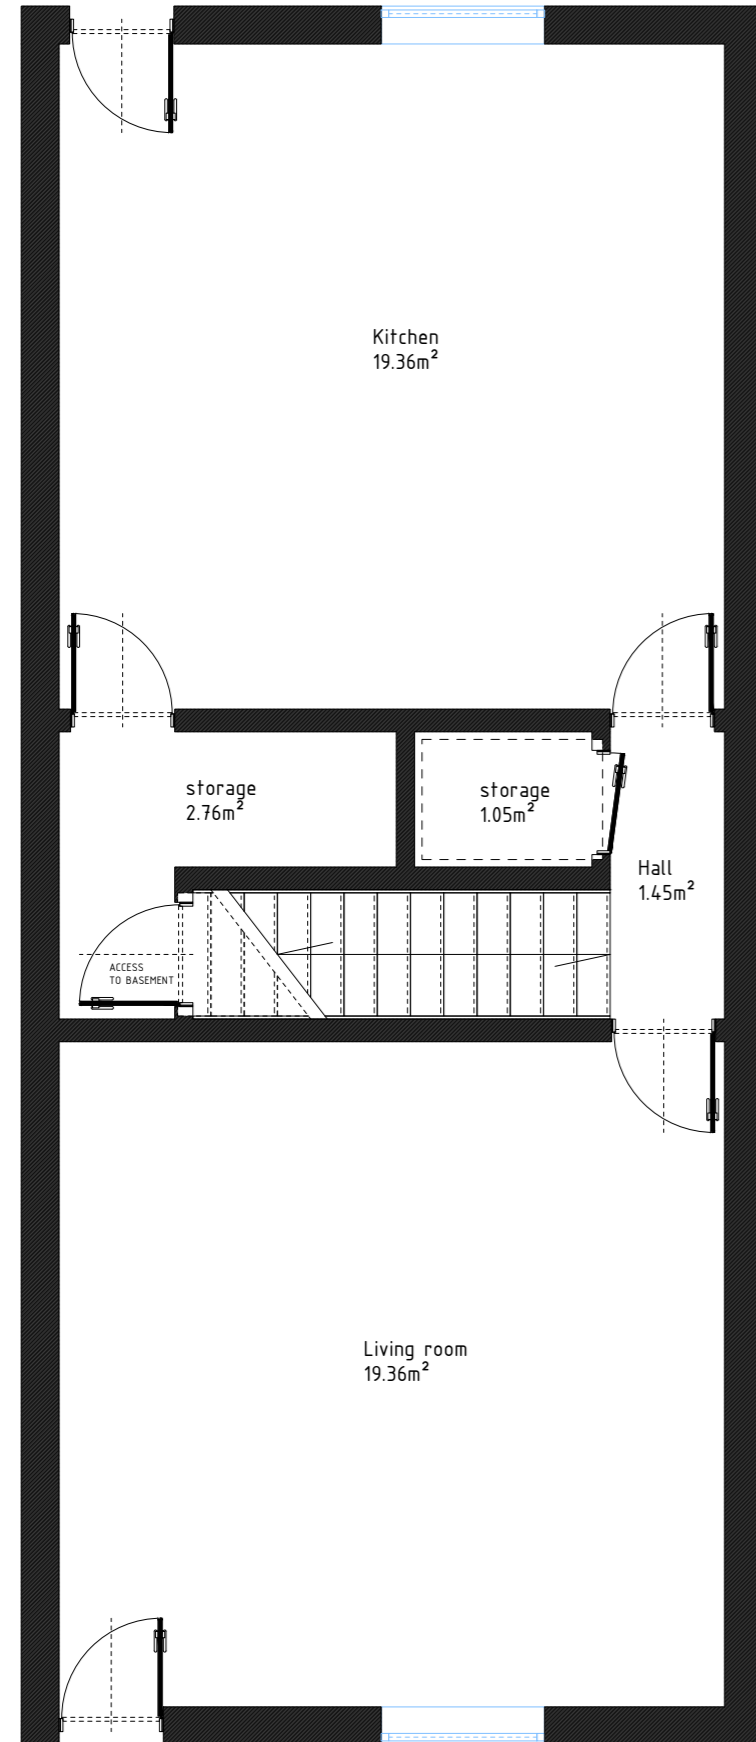 Kitchen
19.36m²
storage
2.76m²
storage
1.05m²
Hall
1.45m²
ACCESS
TO BASEMENT
Living room
19.36m²